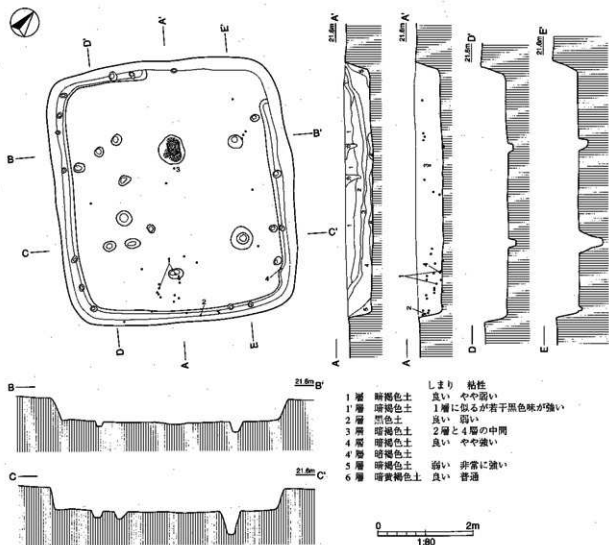 D' A' E'
B B'
C C'
D A E
3
1
4
2
21.6m A'
A
21.6m A'
A
21.6m D'
D
21.6m E'
E
B 21.6m B'
C 21.6m C'
しまり 粘性
1層 暗褐色土 良い やや弱い
1'層 暗褐色土 1層に似るが若干黒色味が強い
2層 黒色土 良い 弱い
3層 暗褐色土 2層と4層の中間
4層 暗褐色土 良い やや強い
4'層 暗褐色土
5層 暗褐色土 弱い 非常に強い
6層 暗黄褐色土 良い 普通
0 2m
1:80